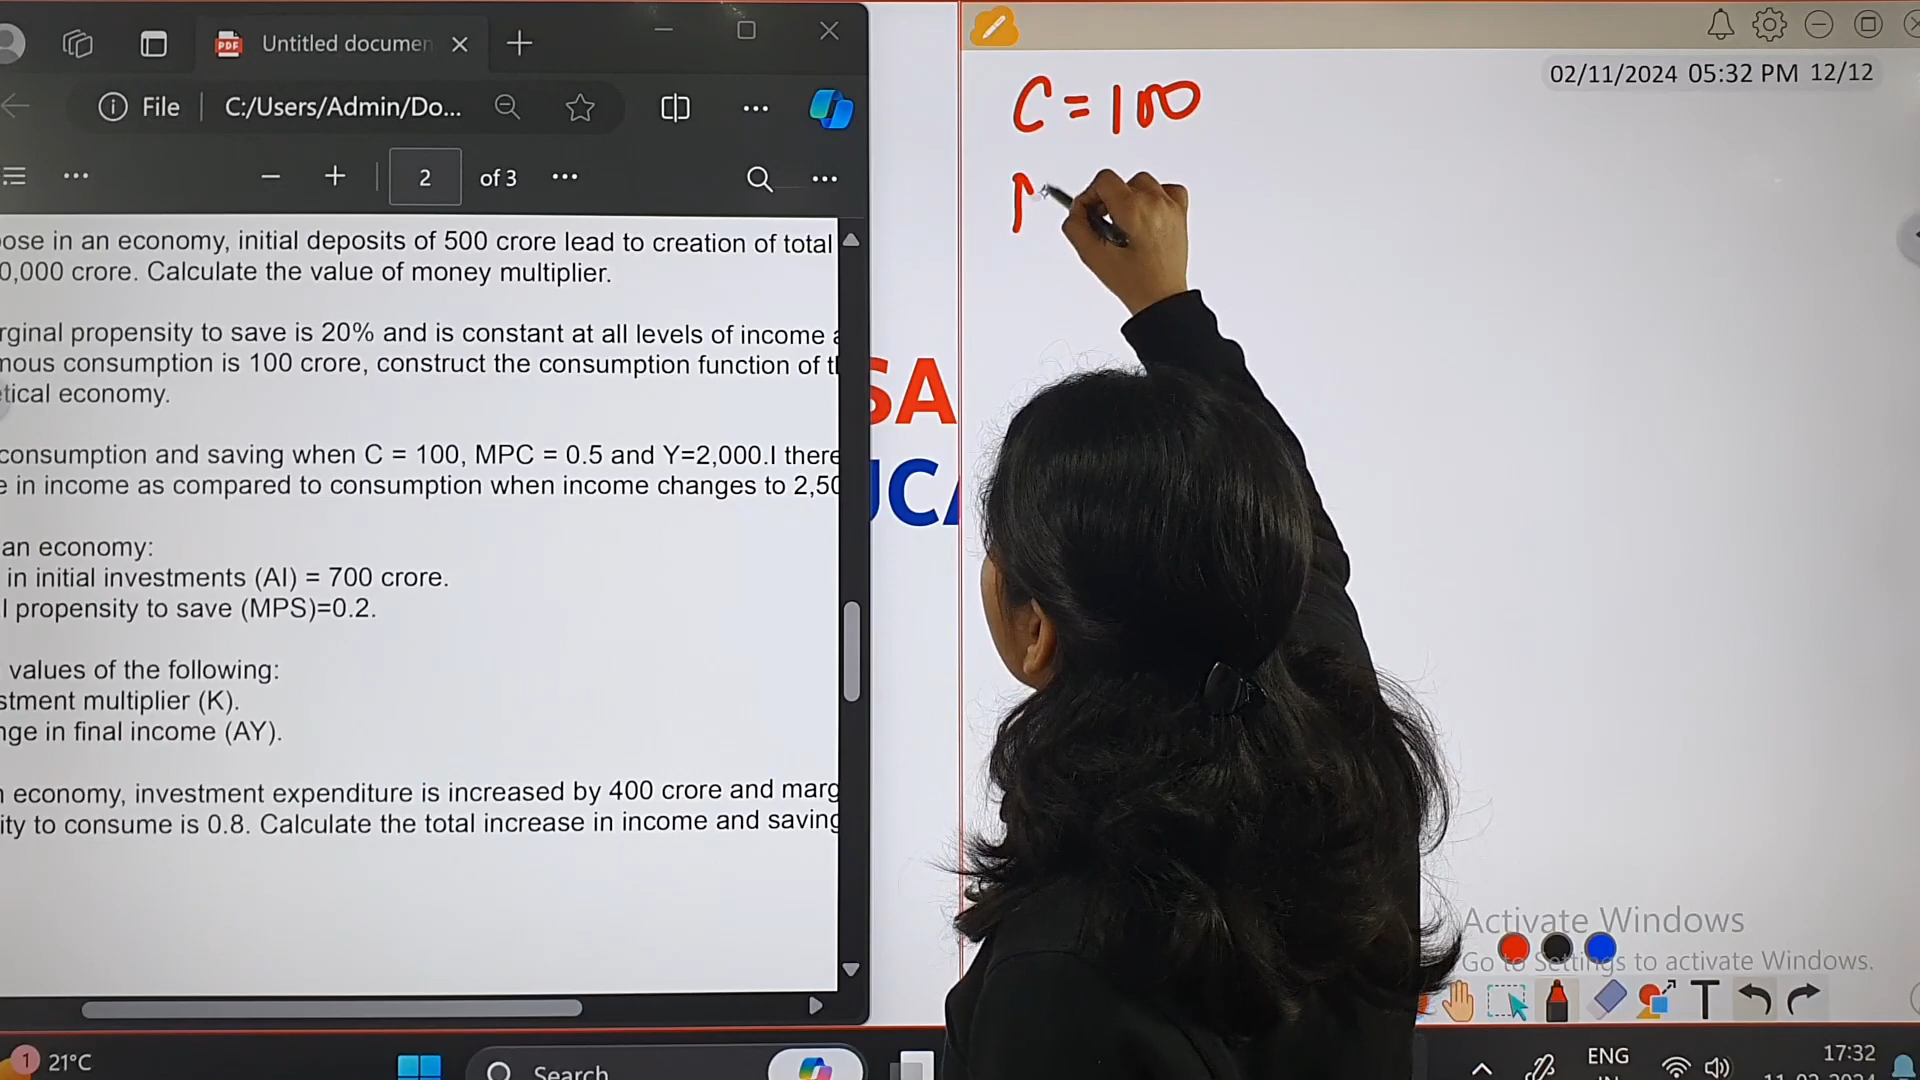 Untitled documen
File C:/Users/Admin/Do...
2 of 3
ose in an economy, initial deposits of 500 crore lead to creation of total
0,000 crore. Calculate the value of money multiplier.
rginal propensity to save is 20% and is constant at all levels of income
mous consumption is 100 crore, construct the consumption function of t
tical economy.
consumption and saving when C = 100, MPC = 0.5 and Y=2,000.I there
e in income as compared to consumption when income changes to 2,50
an economy:
in initial investments (AI) = 700 crore.
l propensity to save (MPS)=0.2.
values of the following:
stment multiplier (K).
nge in final income (AY).
economy, investment expenditure is increased by 400 crore and marg
ity to consume is 0.8. Calculate the total increase in income and saving
1 21°C
Search
SA
UCA
02/11/2024 05:32 PM 12/12
C = 100
Activate Windows
Go to Settings to activate Windows.
ENG
17:32